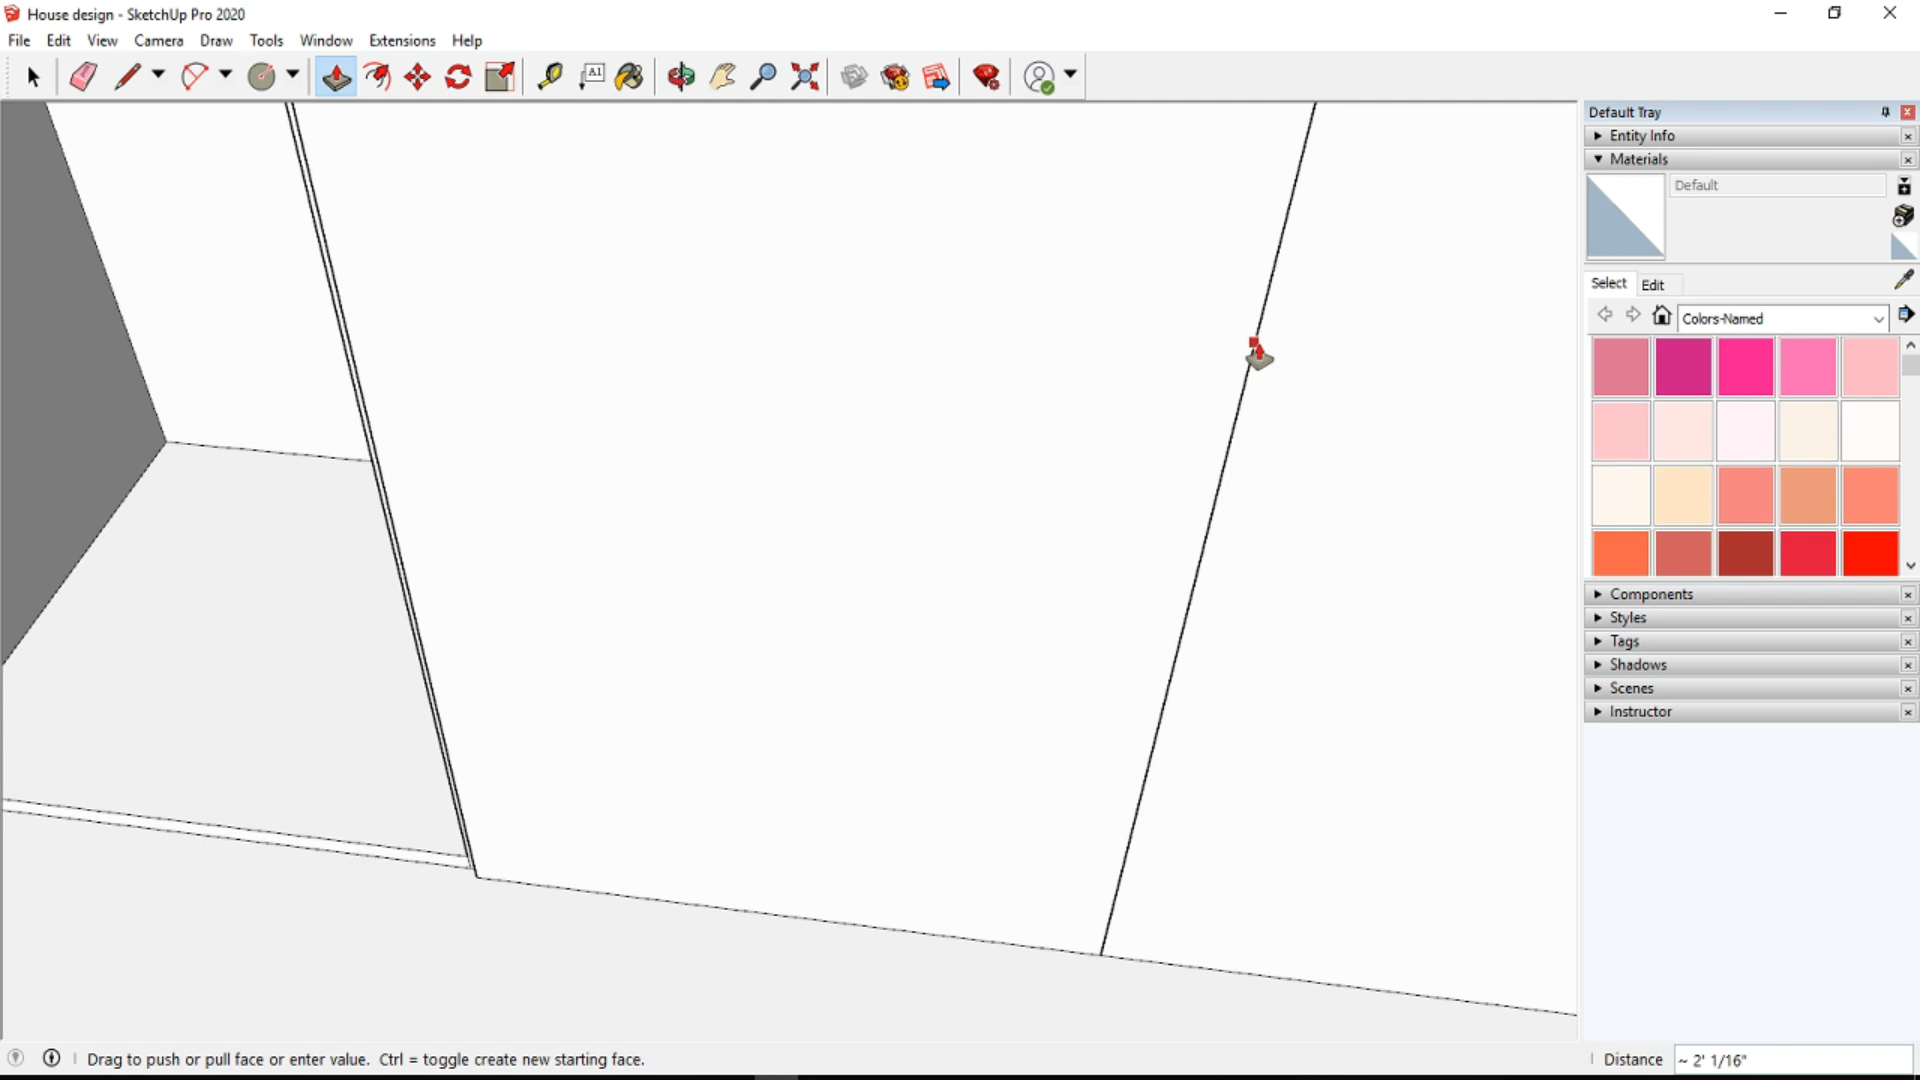 House design - SketchUp Pro 2020
File Edit View Camera Draw Tools Window Extensions Help
A1
Default Tray
Entity Info
Materials
Default
Select Edit
Colors-Named
Components
Styles
Tags
Shadows
Scenes
Instructor
Drag to push or pull face or enter value. Ctrl = toggle create new starting face.
Distance ~ 2' 1/16"